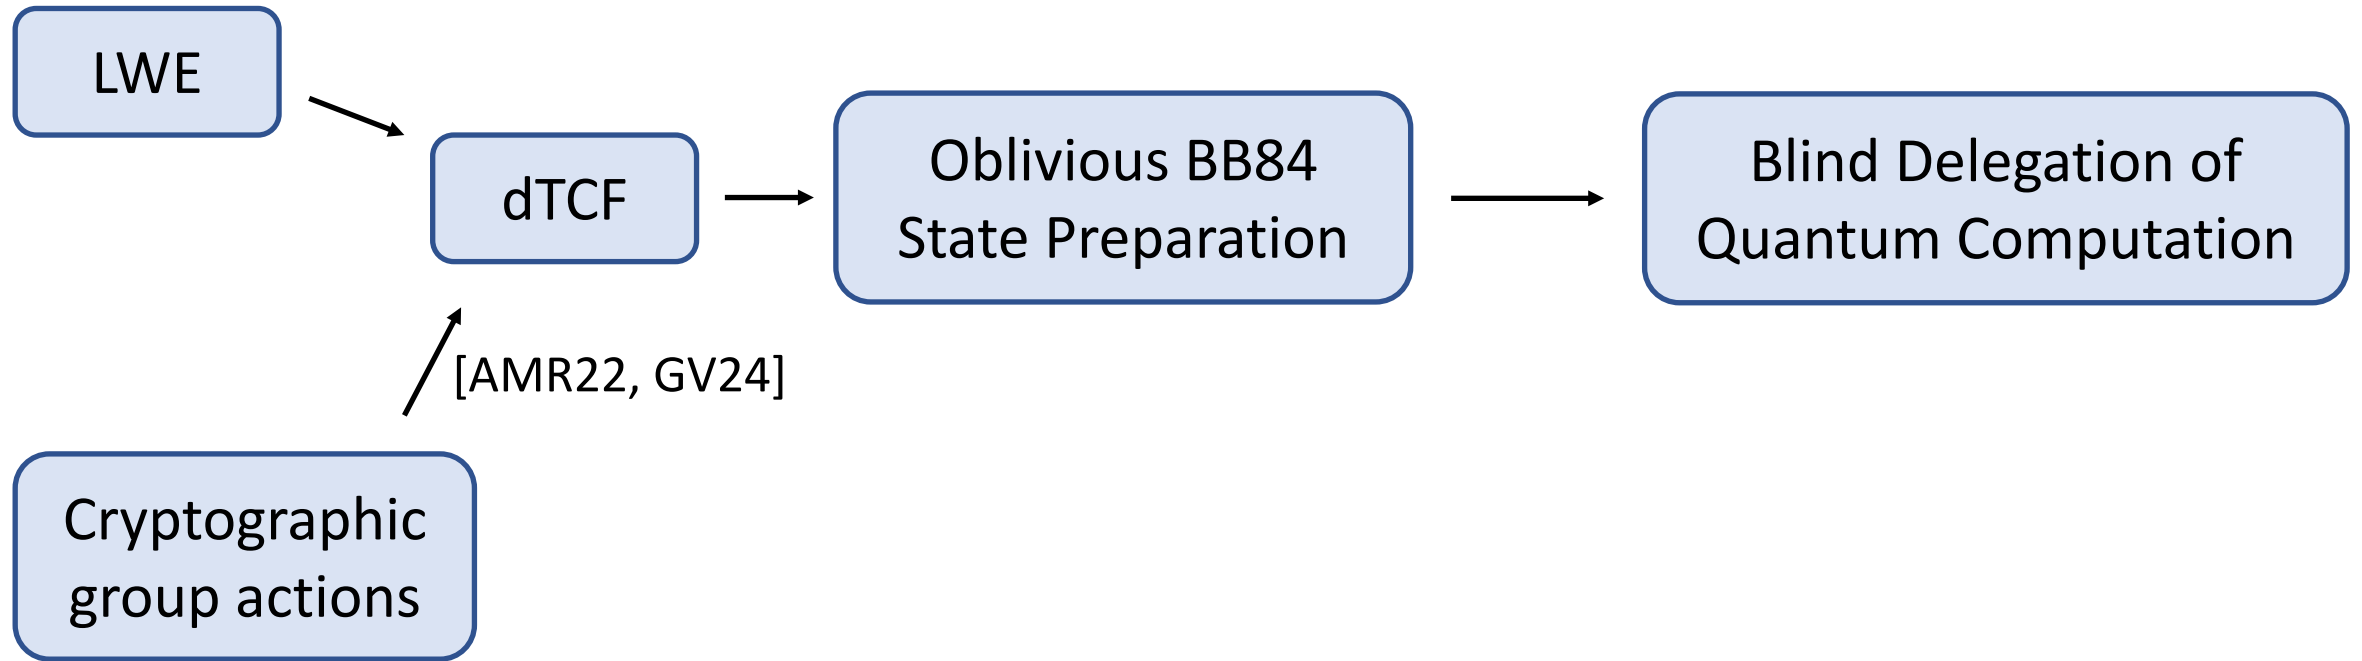 LWE
dTCF
Oblivious BB84
State Preparation
Blind Delegation of
Quantum Computation
[AMR22, GV24]
Cryptographic
group actions